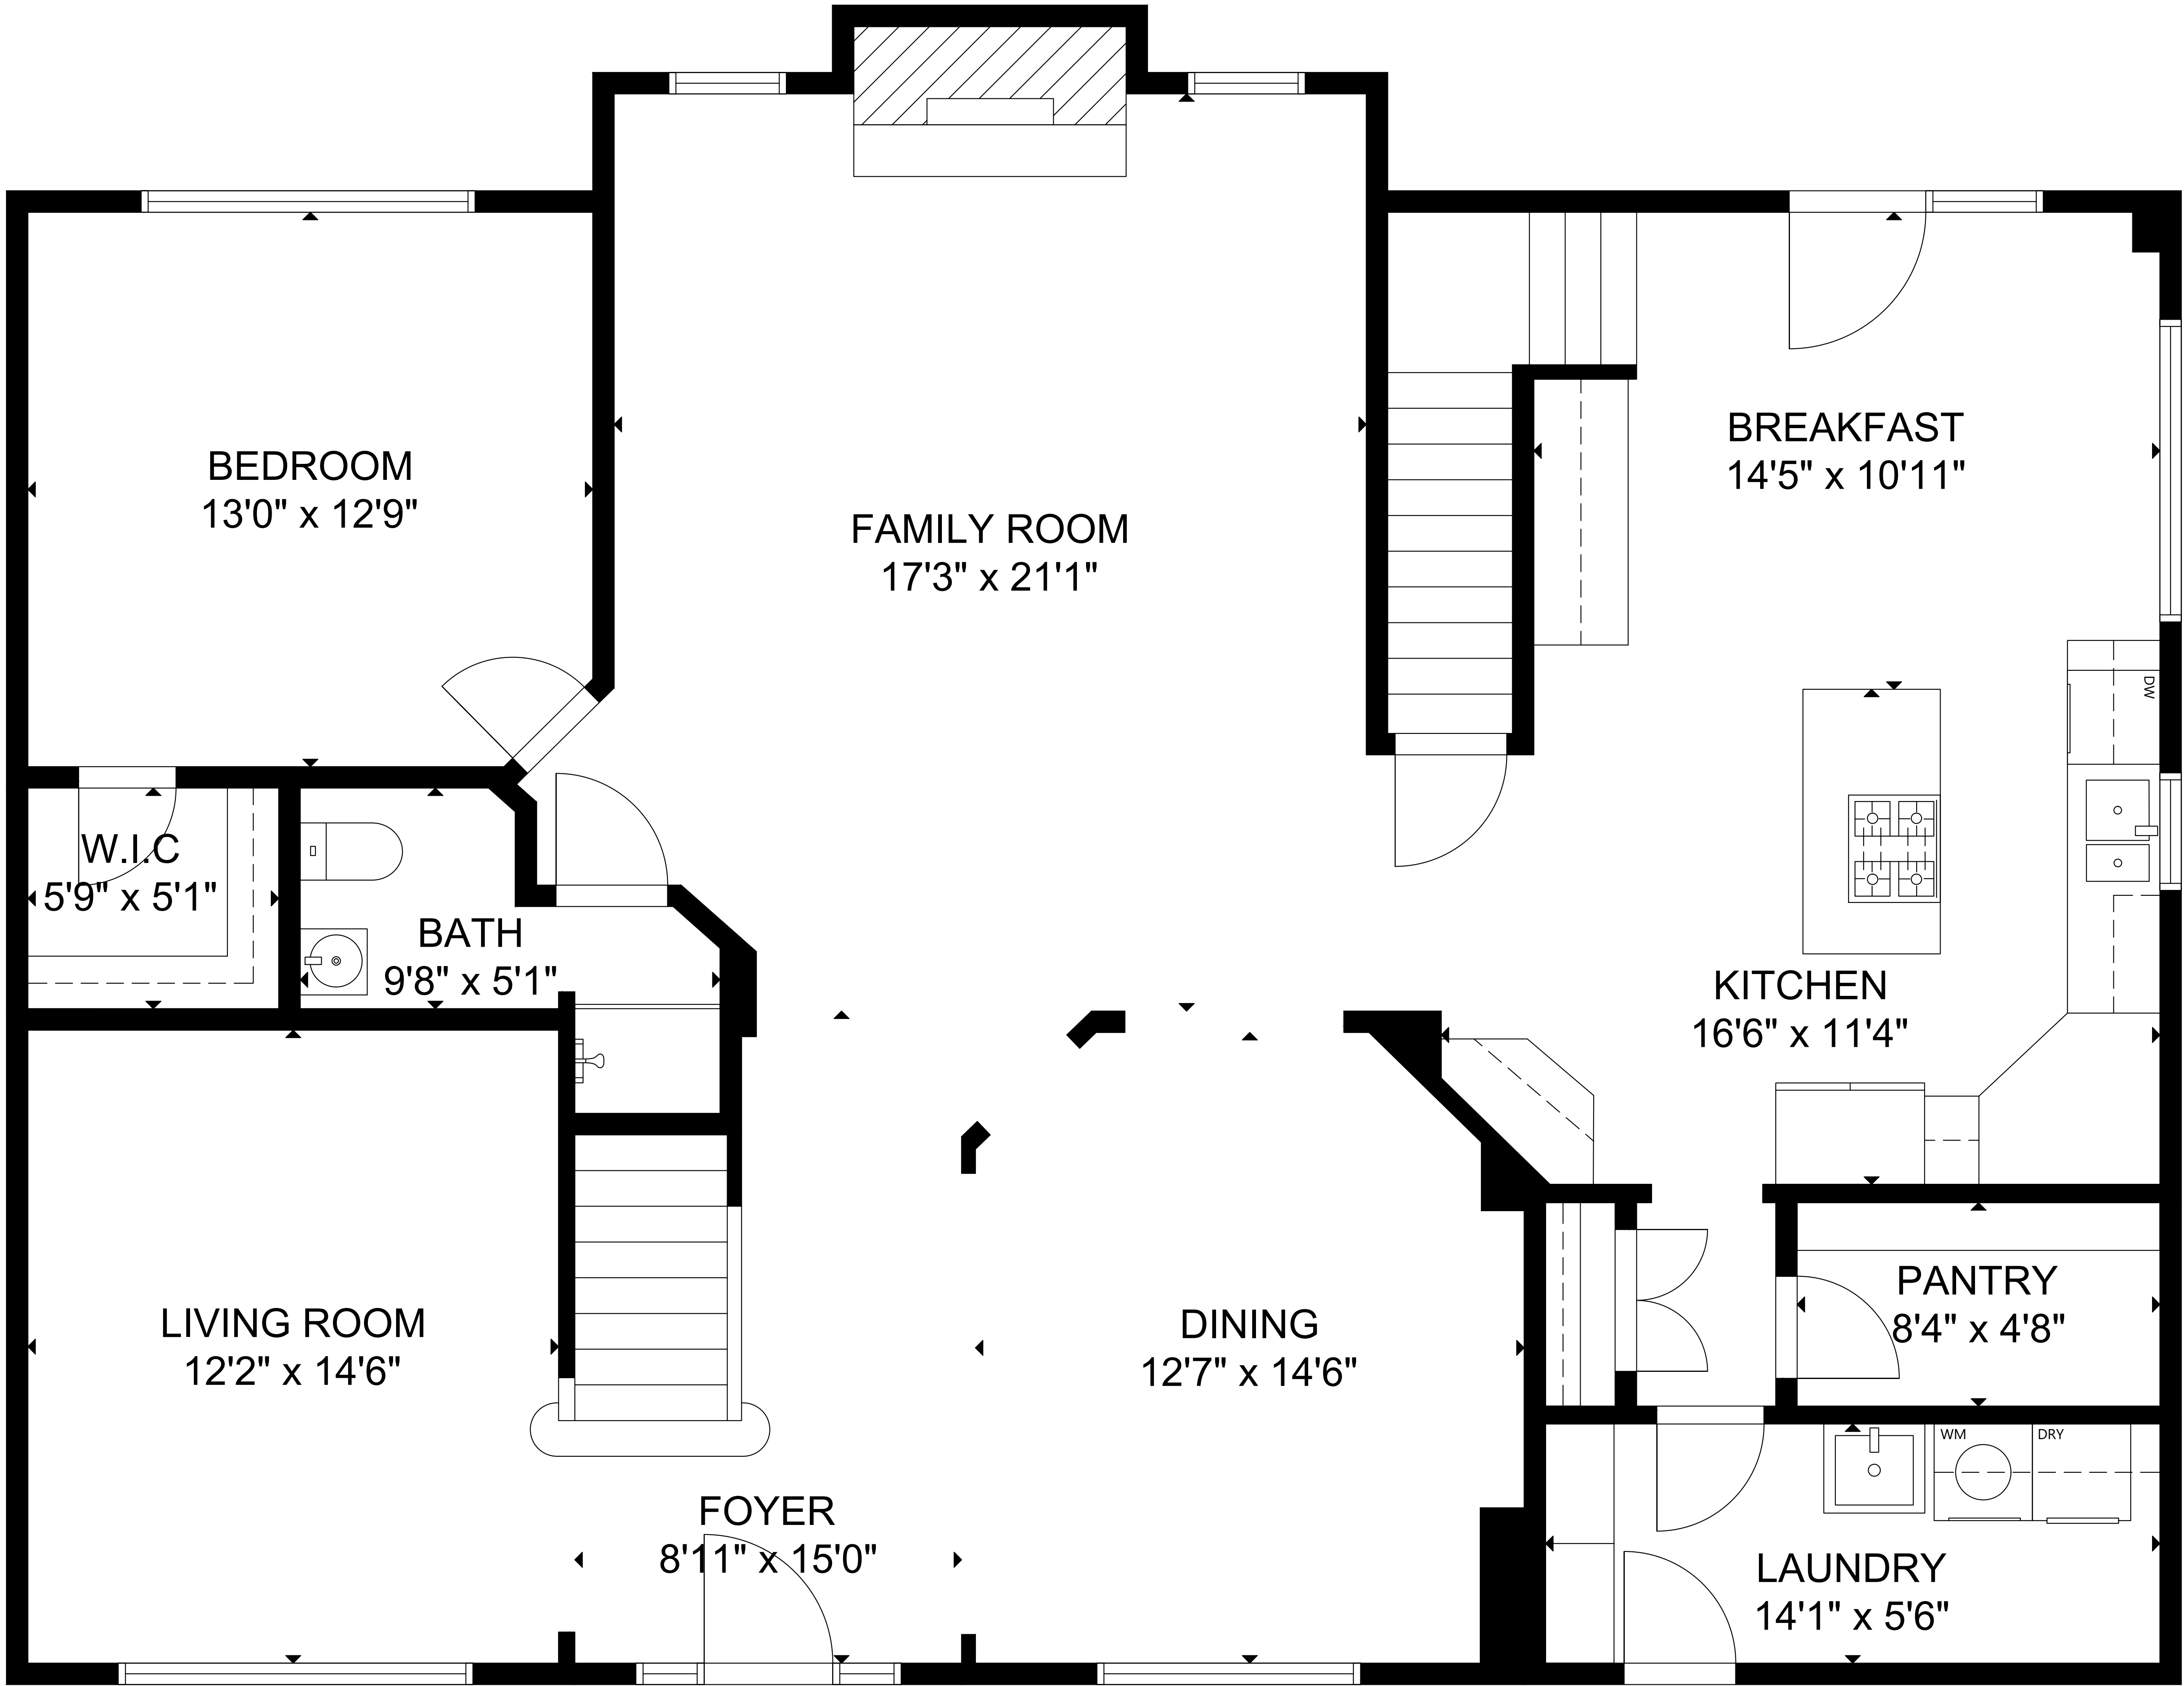 BEDROOM
13'0" x 12'9"
FAMILY ROOM
17'3" x 21'1"
BREAKFAST
14'5" x 10'11"
DW
W.I.C
5'9" x 5'1"
BATH
9'8" x 5'1"
KITCHEN
16'6" x 11'4"
LIVING ROOM
12'2" x 14'6"
DINING
12'7" x 14'6"
PANTRY
8'4" x 4'8"
WM
DRY
FOYER
8'11" x 15'0"
LAUNDRY
14'1" x 5'6"